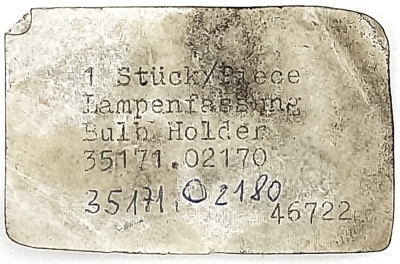 1 Stück/Piece
Lampenfassung
Bulb Holder
35171.02170
35171.02180
46722